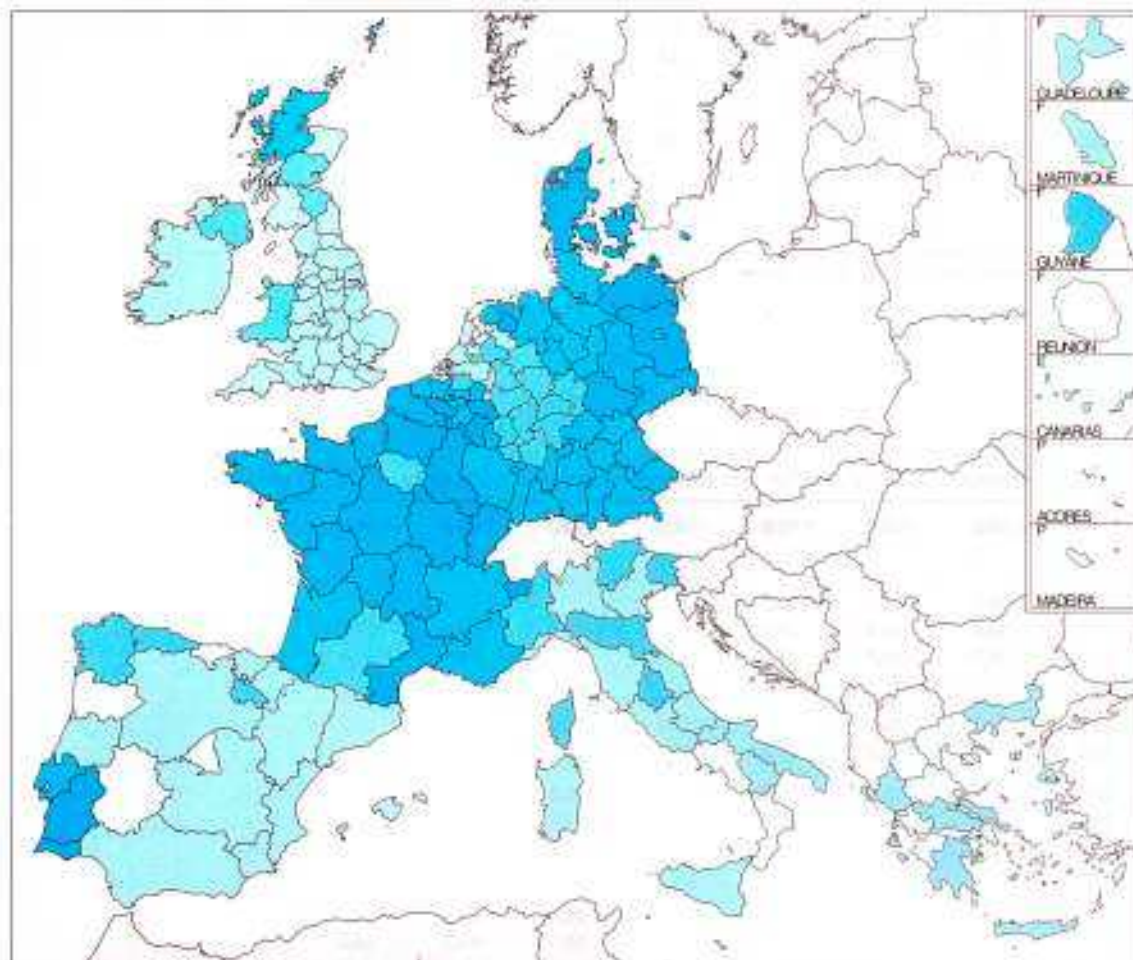 F
GUADELOUPE
F
MARTINIQUE
F
GUYANE
F
REUNION
E
CANARIAS
P
ACORES
P
MADEIRA